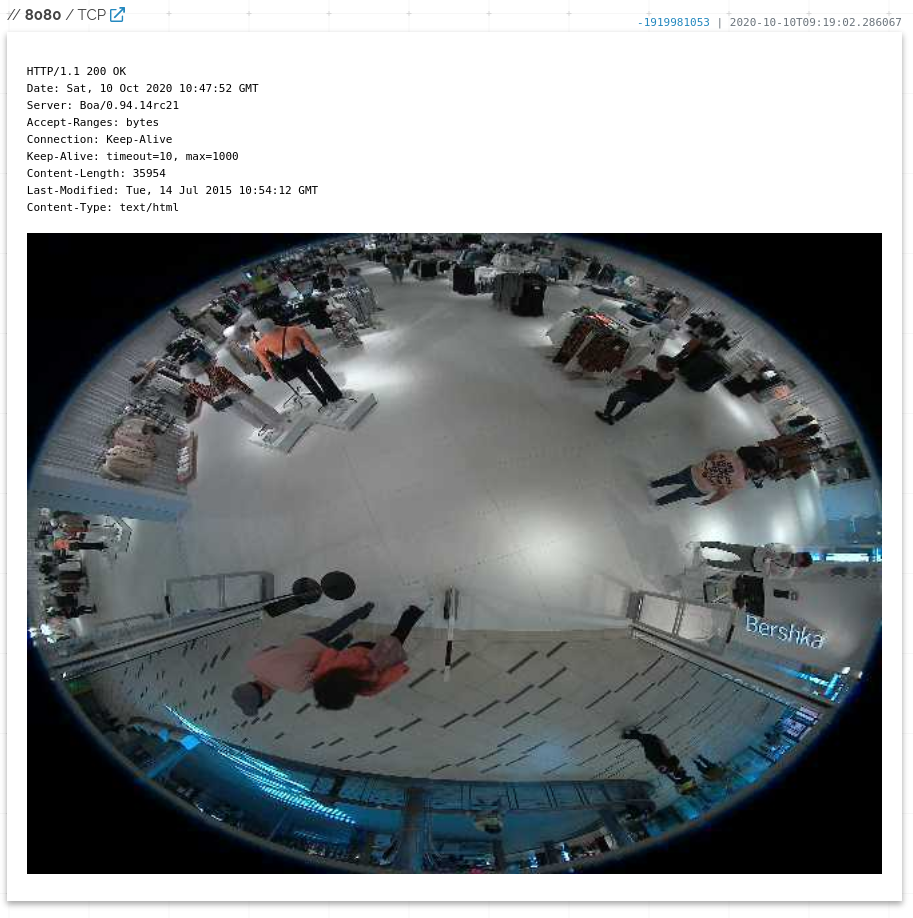 // 8080 / TCP
-1919981053 | 2020-10-10T09:19:02.286067
HTTP/1.1 200 OK
Date: Sat, 10 Oct 2020 10:47:52 GMT
Server: Boa/0.94.14rc21
Accept-Ranges: bytes
Connection: Keep-Alive
Keep-Alive: timeout=10, max=1000
Content-Length: 35954
Last-Modified: Tue, 14 Jul 2015 10:54:12 GMT
Content-Type: text/html
Bershka